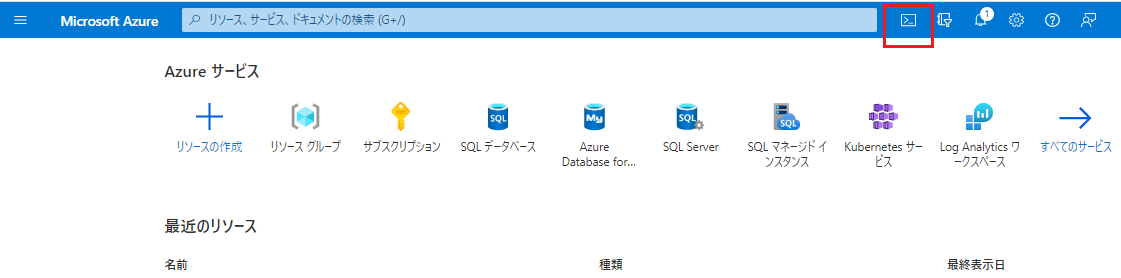 Microsoft Azure
リソース、サービス、ドキュメントの検索 (G+/)
1
Azure サービス
SQL
My
SQL
SQL
リソースの作成
リソース グループ
サブスクリプション
SQL データベース
Azure
Database for...
SQL Server
SQL マネージド イ
ンスタンス
Kubernetes サー
ビス
Log Analytics ワ
ークスペース
すべてのサービス
最近のリソース
名前
種類
最終表示日